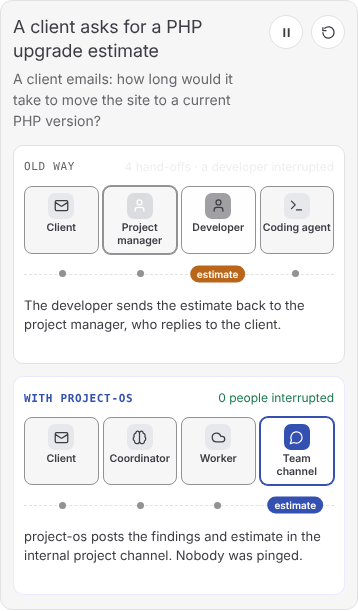 A client asks for a PHP
upgrade estimate
A client emails: how long would it
take to move the site to a current
PHP version?
OLD WAY
4 hand-offs · a developer interrupted
Client
Project
manager
Developer
Coding agent
estimate
The developer sends the estimate back to the
project manager, who replies to the client.
WITH PROJECT-OS
0 people interrupted
Client
Coordinator
Worker
Team
channel
estimate
project-os posts the findings and estimate in the
internal project channel. Nobody was pinged.